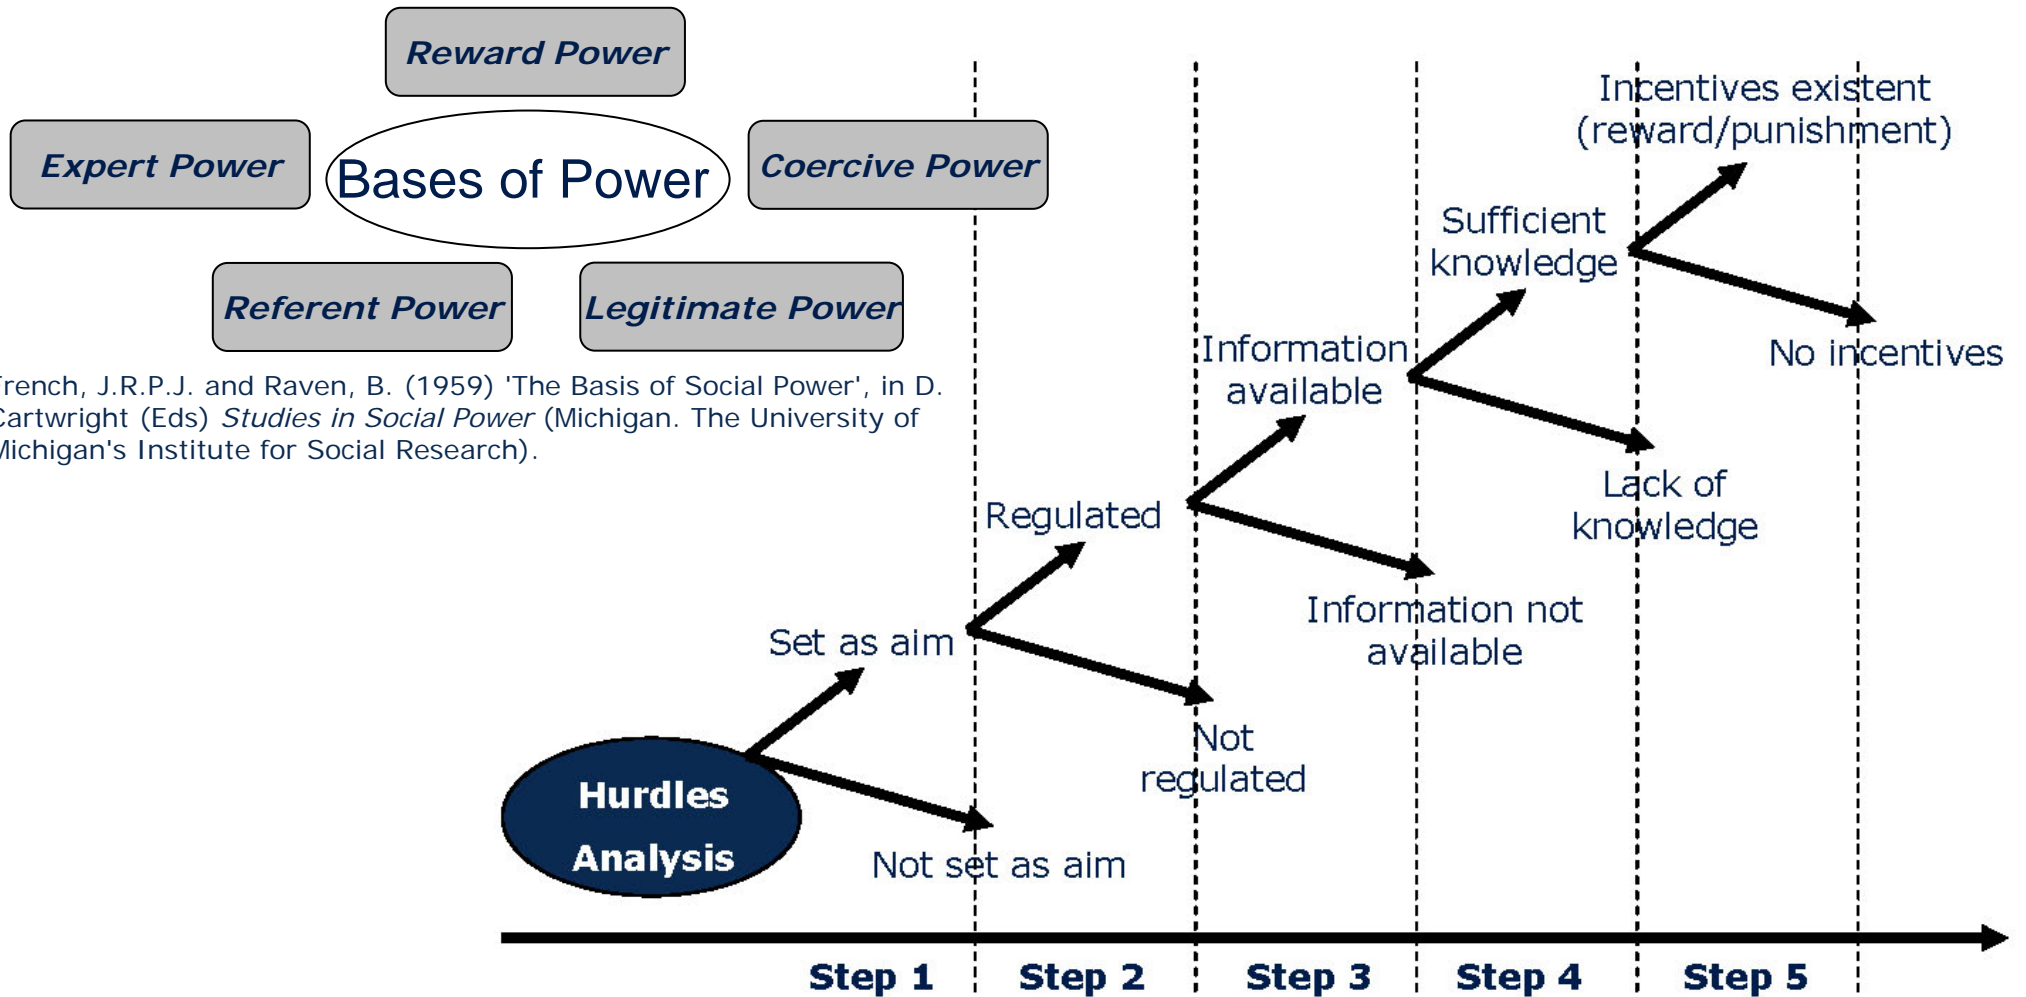 Reward Power
Expert Power
Bases of Power
Coercive Power
Referent Power
Legitimate Power
French, J.R.P.J. and Raven, B. (1959) 'The Basis of Social Power', in D.
Cartwright (Eds) Studies in Social Power (Michigan. The University of
Michigan's Institute for Social Research).
Incentives existent
(reward/punishment)
Sufficient
knowledge
No incentives
Information
available
Lack of
knowledge
Regulated
Information not
available
Set as aim
Not
regulated
Hurdles
Analysis
Not set as aim
Step 1
Step 2
Step 3
Step 4
Step 5